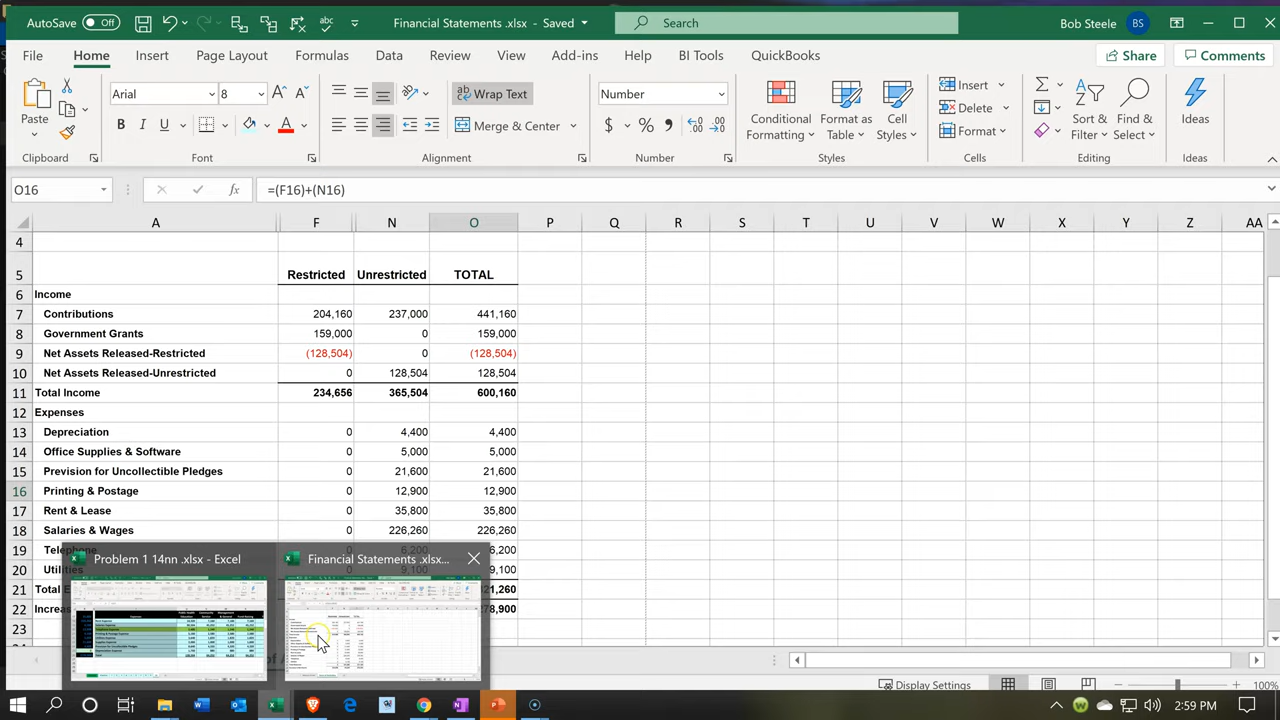 AutoSave Off Financial Statements .xlsx - Saved Search Bob Steele BS
File Home Insert Page Layout Formulas Data Review View Add-ins Help BI Tools QuickBooks Share Comments
Paste Arial 8 Wrap Text Number Conditional Formatting Format as Table Cell Styles Insert Sort & Filter Find & Select Ideas
B I U Merge & Center $ % Delete Format
Clipboard Font Alignment Number Styles Cells Editing Ideas
O16 fx =(F16)+(N16)
A F N O P Q R S T U V W X Y Z AA
4
5 Restricted Unrestricted TOTAL
6 Income
7 Contributions 204,160 237,000 441,160
8 Government Grants 159,000 0 159,000
9 Net Assets Released-Restricted (128,504) 0 (128,504)
10 Net Assets Released-Unrestricted 0 128,504 128,504
11 Total Income 234,656 365,504 600,160
12 Expenses
13 Depreciation 0 4,400 4,400
14 Office Supplies & Software 0 5,000 5,000
15 Prevision for Uncollectible Pledges 0 21,600 21,600
16 Printing & Postage 0 12,900 12,900
17 Rent & Lease 0 35,800 35,800
18 Salaries & Wages 0 226,260 226,260
19 Problem 1 14nn .xlsx - Excel Financial Statements .xlsx...
20
21
22
23
Display Settings 100%
2:59 PM